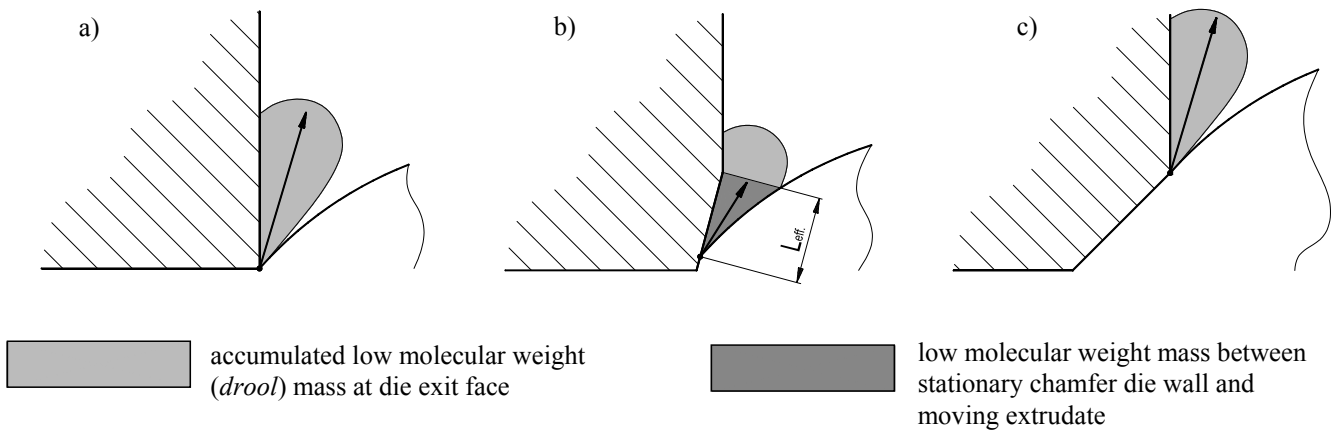 a)
b)
c)
L eff.
accumulated low molecular weight
(drool) mass at die exit face
low molecular weight mass between
stationary chamfer die wall and
moving extrudate